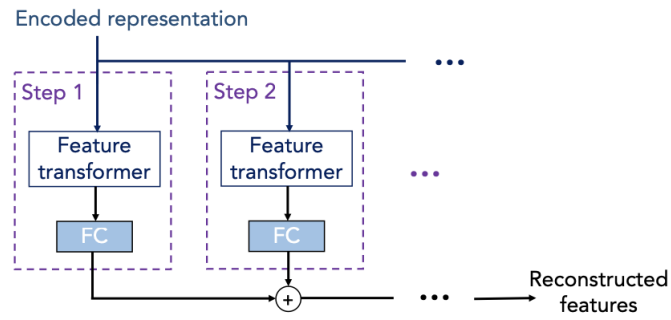 Encoded representation
Step 1
Step 2
Feature
transformer
Feature
transformer
FC
FC
+
Reconstructed
features